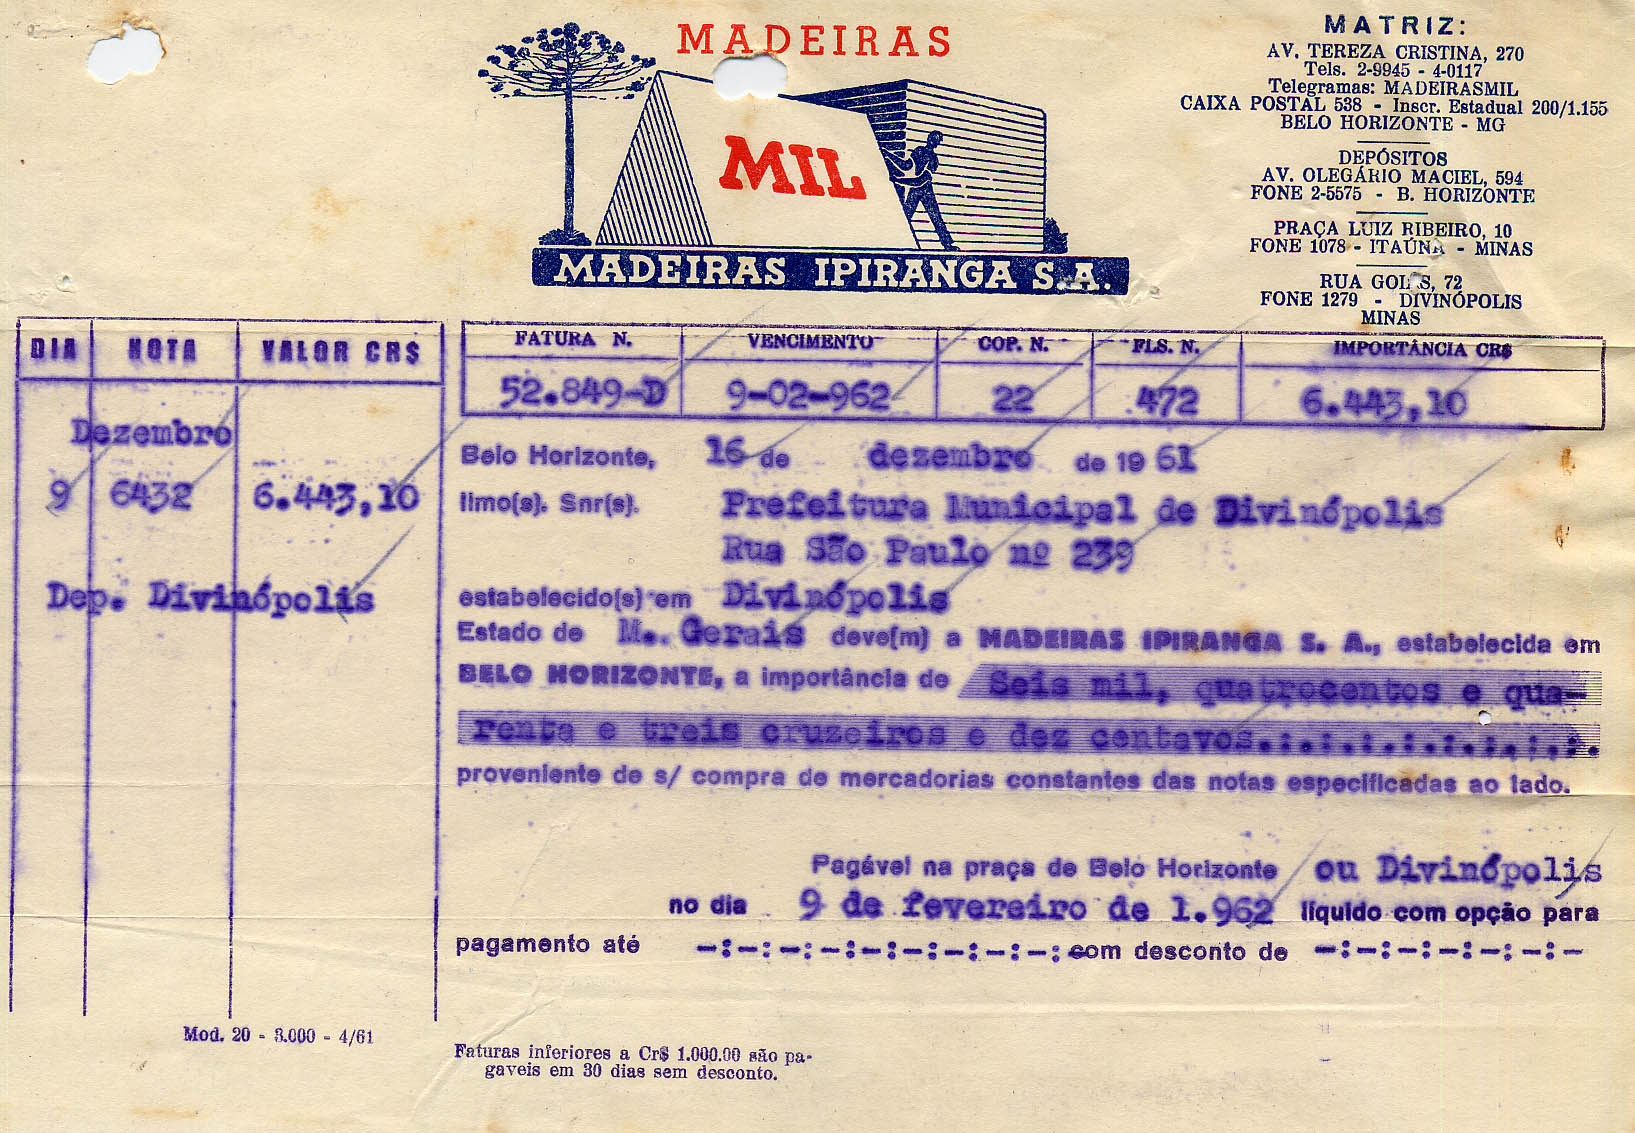 MADEIRAS
MIL
MADEIRAS IPIRANGA S.A.
MATRIZ:
AV. TEREZA CRISTINA, 270
Tels. 2-9945 - 4-0117
Telegramas: MADEIRASMIL
CAIXA POSTAL 538 - Inscr. Estadual 200/1.155
BELO HORIZONTE - MG
DEPÓSITOS
AV. OLEGÁRIO MACIEL, 594
FONE 2-5575 - B. HORIZONTE
PRAÇA LUIZ RIBEIRO, 10
FONE 1078 - ITAÚNA - MINAS
RUA GOIÁS, 72
FONE 1279 - DIVINÓPOLIS
MINAS
DIA NOTA VALOR CR$
Dezembro
9 6432 6.443,10
Dep. Divinópolis
FATURA N. VENCIMENTO COP. N. FLS. N. IMPORTÂNCIA CR$
52.849-D 9-02-962 22 472 6.443,10
Belo Horizonte, 16 de dezembro de 1961
Ilmo(s). Snr(s). Prefeitura Municipal de Divinópolis
Rua São Paulo nº 239
estabelecido(s) em Divinópolis
Estado de M. Gerais deve(m) a MADEIRAS IPIRANGA S. A., estabelecida em
BELO HORIZONTE, a importância de Seis mil, quatrocentos e qua-
renta e treis cruzeiros e dez centavos.:.:.:.:.:.:.:.:.
proveniente de s/ compra de mercadorias constantes das notas especificadas ao lado.
Pagável na praça de Belo Horizonte ou Divinópolis
no dia 9 de fevereiro de 1.962 líquido com opção para
pagamento até -:-:-:-:-:-:-:-:-: com desconto de -:-:-:-:-:-:-
Mod. 20 - 3.000 - 4/61
Faturas inferiores a Cr$ 1.000.00 são pa-
gaveis em 30 dias sem desconto.